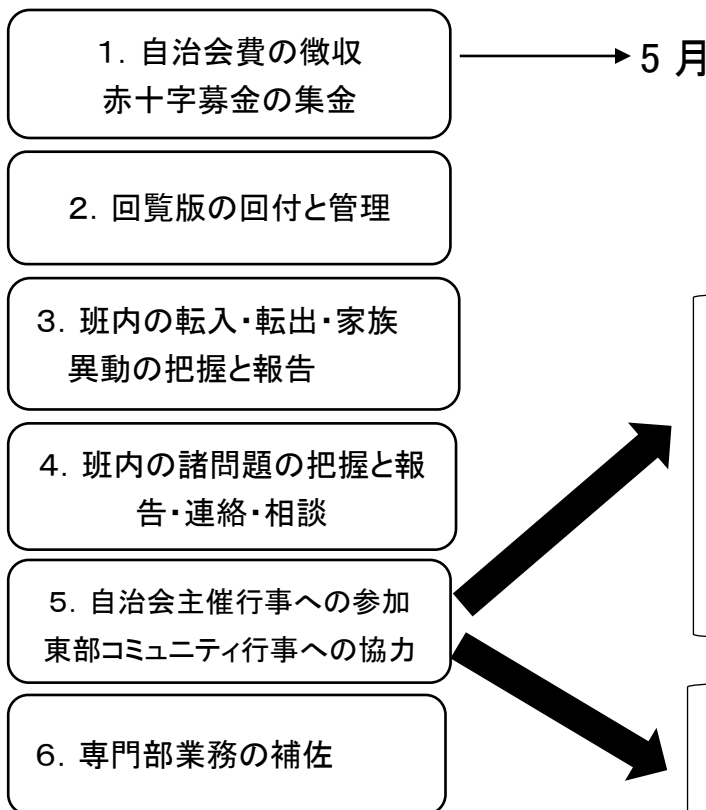 1. 自治会費の徴収
赤十字募金の集金
5 月
2. 回覧版の回付と管理
3. 班内の転入・転出・家族
異動の把握と報告
4. 班内の諸問題の把握と報
告・連絡・相談
5. 自治会主催行事への参加
東部コミュニティ行事への協力
6. 専門部業務の補佐